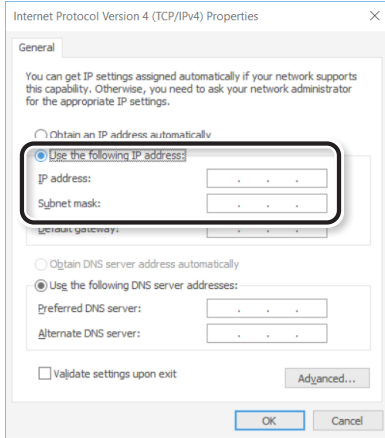 Internet Protocol Version 4 (TCP/IPv4) Properties
General
You can get IP settings assigned automatically if your network supports
this capability. Otherwise, you need to ask your network administrator
for the appropriate IP settings.
Obtain an IP address automatically
Use the following IP address:
IP address:
Subnet mask:
Default gateway:
Obtain DNS server address automatically
Use the following DNS server addresses:
Preferred DNS server:
Alternate DNS server:
Validate settings upon exit
Advanced...
OK Cancel